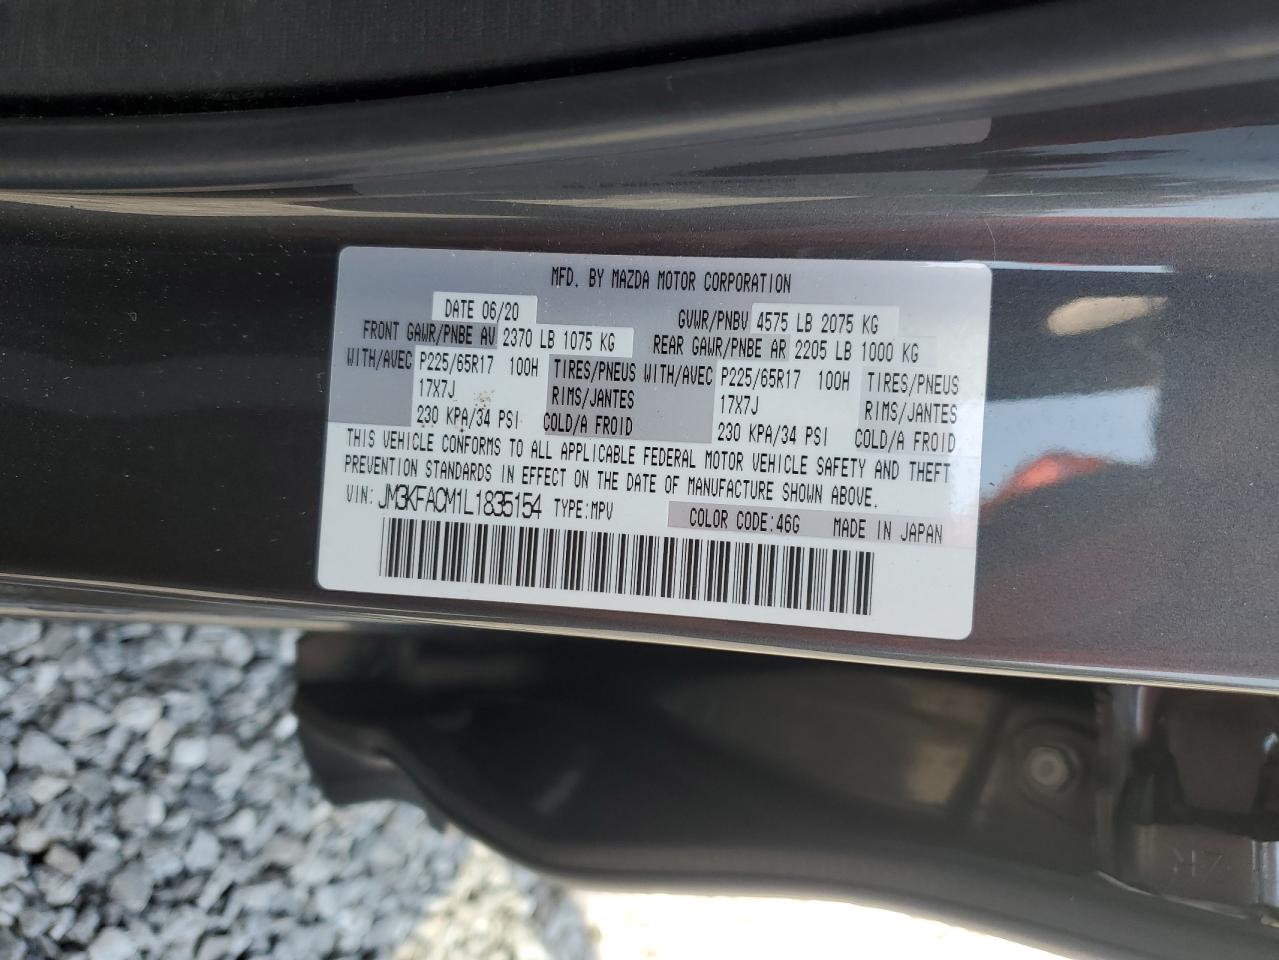 MFD. BY MAZDA MOTOR CORPORATION
DATE 06/20 GVWR/PNBV 4575 LB 2075 KG
FRONT GAWR/PNBE AV 2370 LB 1075 KG REAR GAWR/PNBE AR 2205 LB 1000 KG
WITH/AVEC P225/65R17 100H TIRES/PNEUS WITH/AVEC P225/65R17 100H TIRES/PNEUS
17X7J RIMS/JANTES 17X7J RIMS/JANTES
230 KPA/34 PSI COLD/A FROID 230 KPA/34 PSI COLD/A FROID
THIS VEHICLE CONFORMS TO ALL APPLICABLE FEDERAL MOTOR VEHICLE SAFETY AND THEFT
PREVENTION STANDARDS IN EFFECT ON THE DATE OF MANUFACTURE SHOWN ABOVE.
VIN: JM3KFACM1L1835154 TYPE:MPV COLOR CODE:46G MADE IN JAPAN